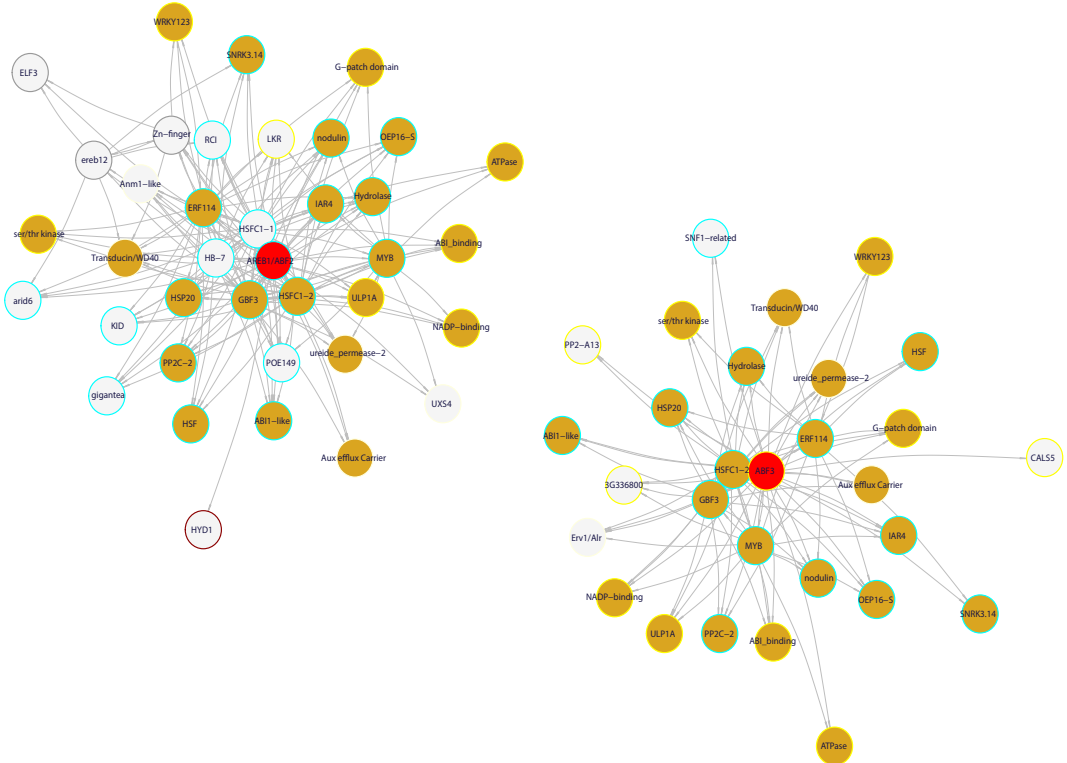 WRKY123
SNRK3.14
G−patch domain
ELF3
Zn−finger
RCI
LKR
nodulin
OEP16−S
ereb12
ATPase
Anm1−like
ERF114
IAR4
Hydrolase
HSFC1−1
ser/thr kinase
Transducin/WD40
HB−7
AREB1/ABF2
MYB
ABI_binding
arid6
HSP20
GBF3
HSFC1−2
ULP1A
KID
NADP−binding
PP2C−2
POE149
ureide_permease−2
gigantea
UXS4
HSF
ABI1−like
Aux efflux Carrier
HYD1
SNF1−related
WRKY123
Transducin/WD40
ser/thr kinase
PP2−A13
HSF
Hydrolase
ureide_permease−2
HSP20
ABI1−like
ERF114
G−patch domain
CALS5
HSFC1−2
ABF3
3G336800
Aux efflux Carrier
GBF3
Erv1/Alr
IAR4
MYB
nodulin
NADP−binding
OEP16−S
SNRK3.14
ULP1A
PP2C−2
ABI_binding
ATPase